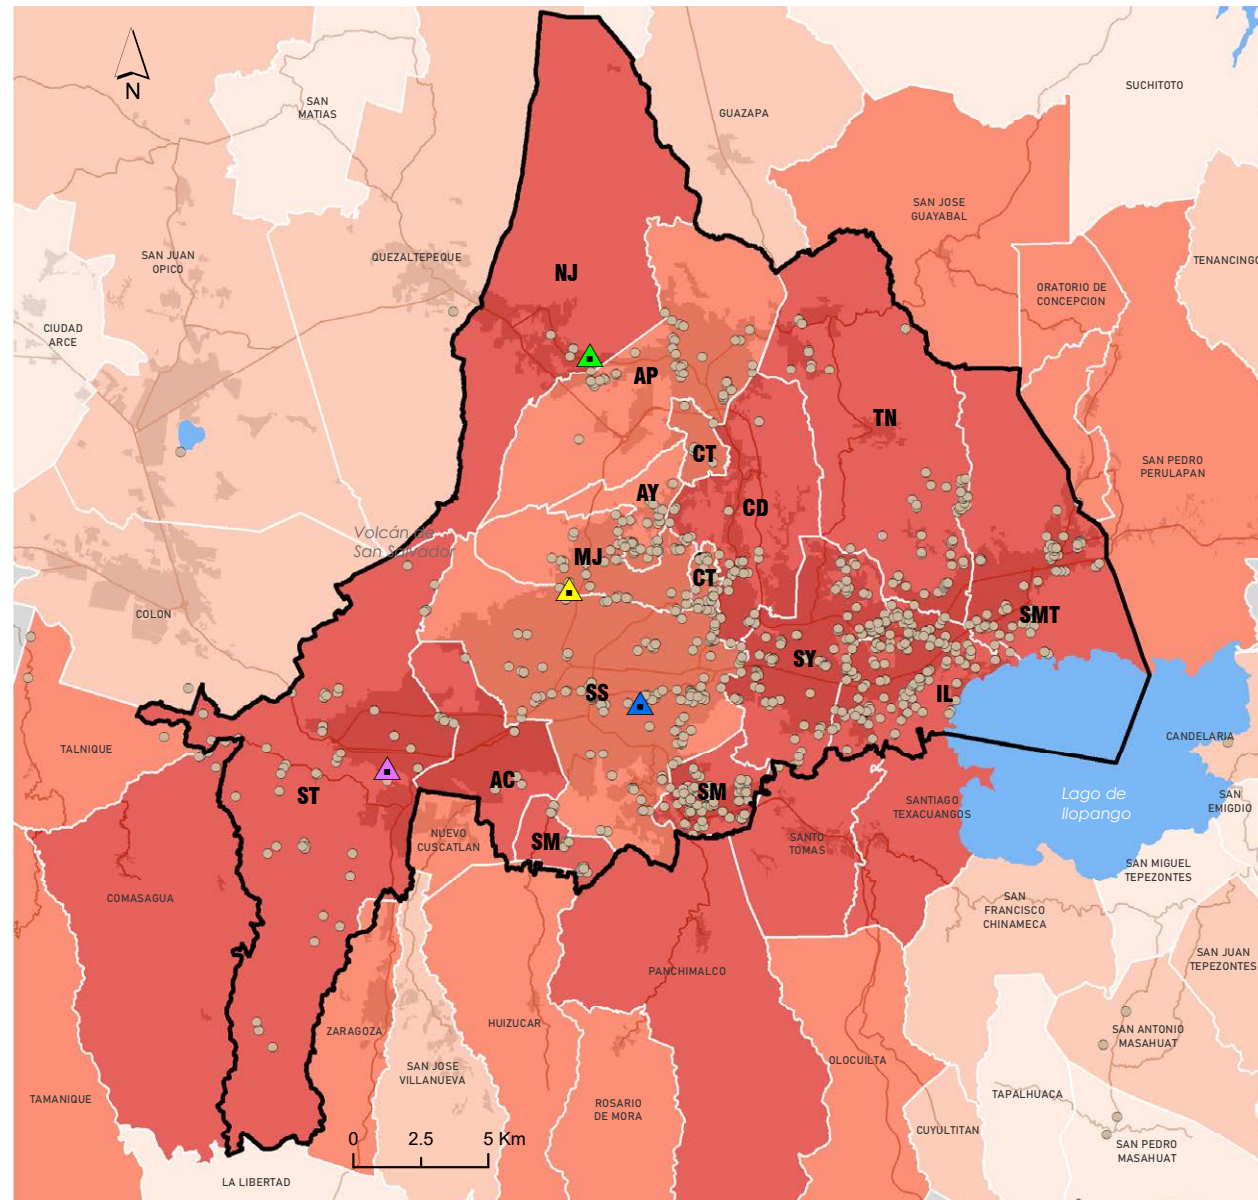 N
SAN
MATIAS
GUAZAPA
SUCHITOTO
SAN JOSE
GUAYABAL
SAN JUAN
OPICO
QUEZALTEPEQUE
NJ
TENANCINGO
ORATORIO DE
CONCEPCION
CIUDAD
ARCE
AP
TN
CT
SAN PEDRO
PERULAPAN
AY
CD
Volcán de
San Salvador
MJ
CT
COLON
SMT
SY
SS
IL
TALNIQUE
CANDELARIA
AC
ST
SM
Lago de
Ilopango
SANTIAGO
TEXACUANGOS
SAN
EMIGDIO
NUEVO
CUSCATLAN
SM
SANTO
TOMAS
SAN MIGUEL
TEPEZONTES
COMASAGUA
SAN
FRANCISCO
CHINAMECA
SAN JUAN
TEPEZONTES
PANCHIMALCO
ZARAGOZA
HUIZUCAR
SAN ANTONIO
MASAHUAT
OLOCUILTA
SAN JOSE
VILLANUEVA
TAMANIQUE
ROSARIO
DE MORA
TAPALHUACA
CUYULTITAN
0 2.5 5 Km
SAN PEDRO
MASAHUAT
LA LIBERTAD